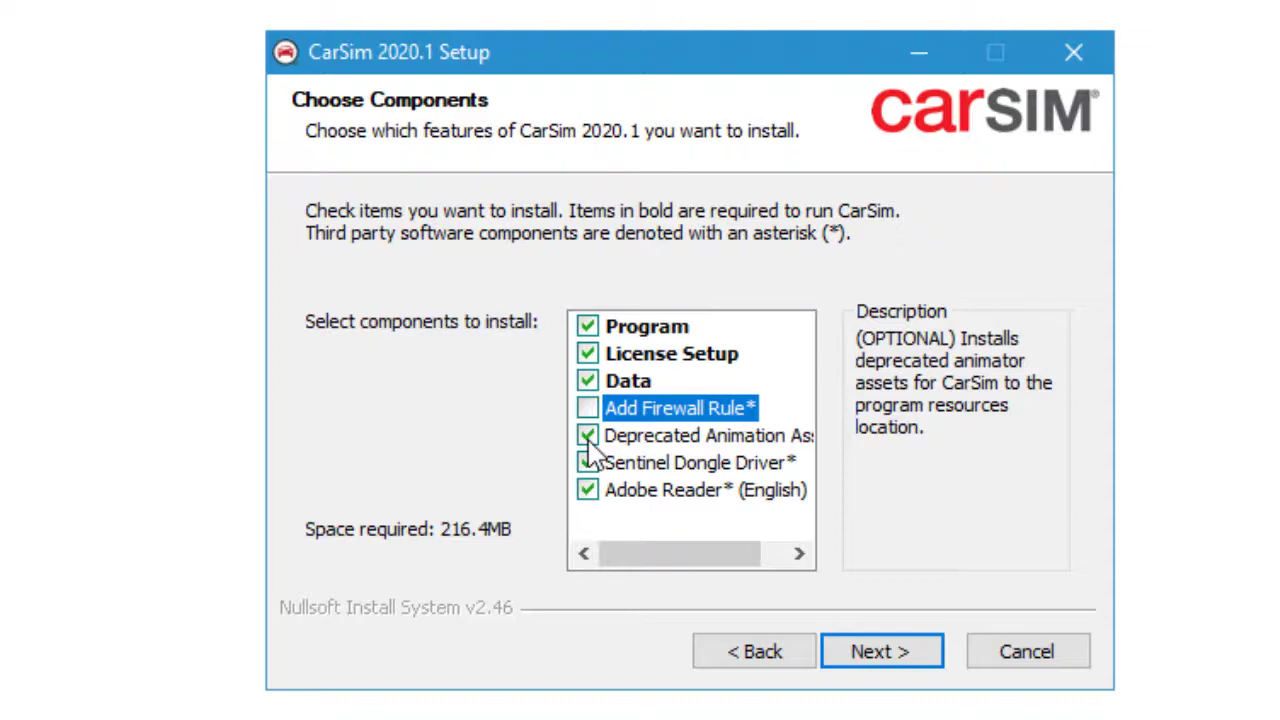 CarSim 2020.1 Setup
Choose Components
Choose which features of CarSim 2020.1 you want to install.
carSIM®
Check items you want to install. Items in bold are required to run CarSim.
Third party software components are denoted with an asterisk (*).
Select components to install:
Program
License Setup
Data
Add Firewall Rule*
Deprecated Animation Ass
Sentinel Dongle Driver*
Adobe Reader* (English)
Description
(OPTIONAL) Installs
deprecated animator
assets for CarSim to the
program resources
location.
Space required: 216.4MB
Nullsoft Install System v2.46
< Back
Next >
Cancel